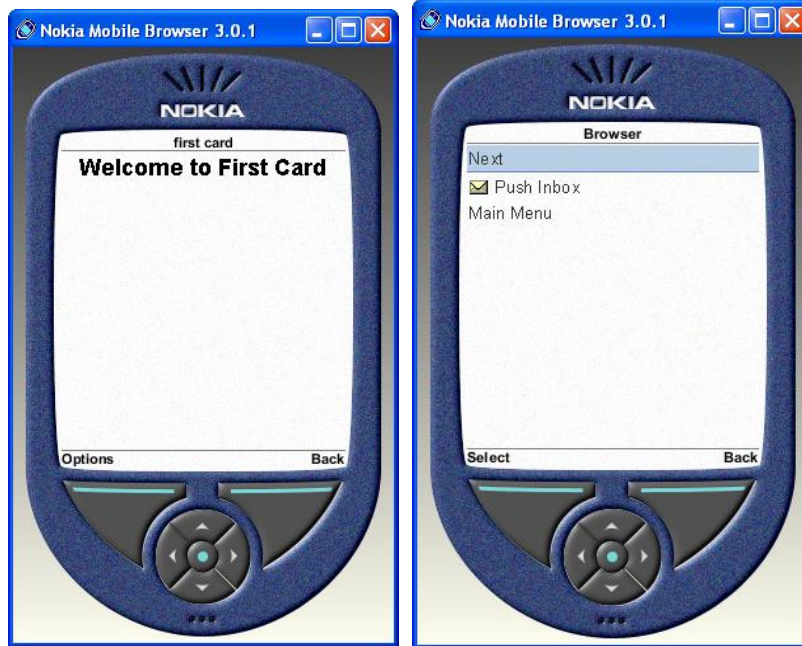 Nokia Mobile Browser 3.0.1
NOKIA
first card
Welcome to First Card
Options Back
Nokia Mobile Browser 3.0.1
NOKIA
Browser
Next
Push Inbox
Main Menu
Select Back